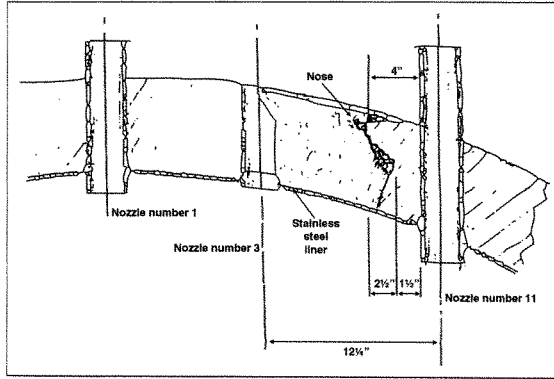 4"
Nose
Nozzle number 1
Nozzle number 3
Stainless
steel
liner
2½"
1½"
Nozzle number 11
12¼"